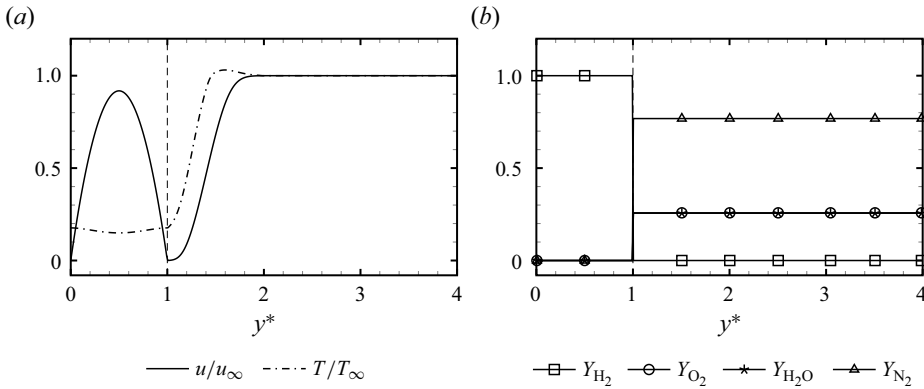 (a)
1.0
0.5
0
0 1 2 3 4
y*
u/u∞ T/T∞
(b)
1.0
0.5
0
0 1 2 3 4
y*
Y_H₂ Y_O₂ Y_H₂O Y_N₂